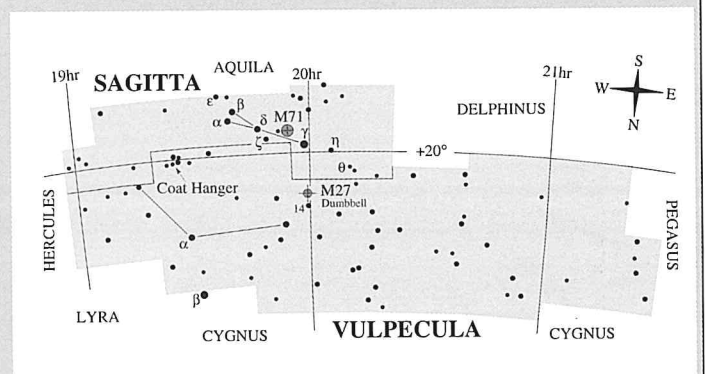 S
W E
N
19hr
SAGITTA
AQUILA
20hr
21hr
DELPHINUS
ε
β
α
δ
M71
γ
ζ
η
+20°
θ
Coat Hanger
M27
Dumbbell
14
HERCULES
PEGASUS
α
β
LYRA
CYGNUS
VULPECULA
CYGNUS